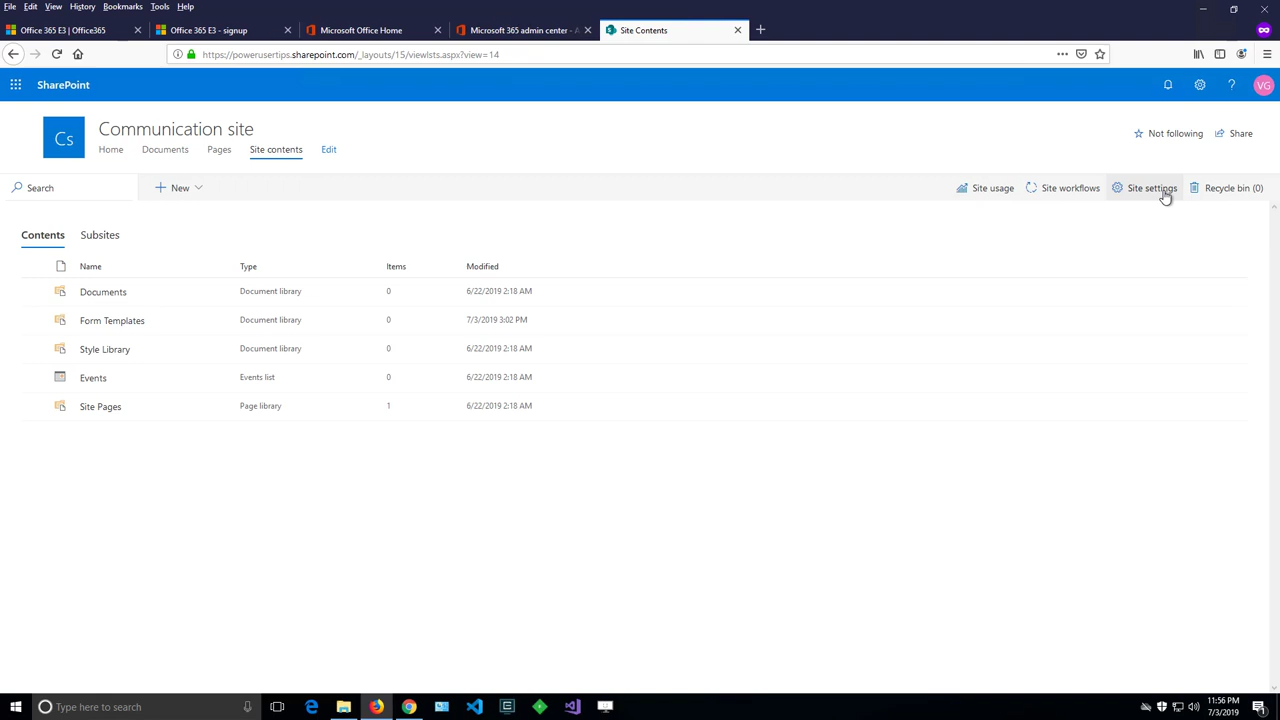 File Edit View History Bookmarks Tools Help
Office 365 E3 | Office365
Office 365 E3 - signup
Microsoft Office Home
Microsoft 365 admin center - A
Site Contents
https://powerusertips.sharepoint.com/_layouts/15/viewlsts.aspx?view=14
SharePoint
VG
Cs
Communication site
Home Documents Pages Site contents Edit
Not following Share
Search
New
Site usage Site workflows Site settings Recycle bin (0)
Contents Subsites
Name Type Items Modified
Documents Document library 0 6/22/2019 2:18 AM
Form Templates Document library 0 7/3/2019 3:02 PM
Style Library Document library 0 6/22/2019 2:18 AM
Events Events list 0 6/22/2019 2:18 AM
Site Pages Page library 1 6/22/2019 2:18 AM
Type here to search
11:56 PM
7/3/2019